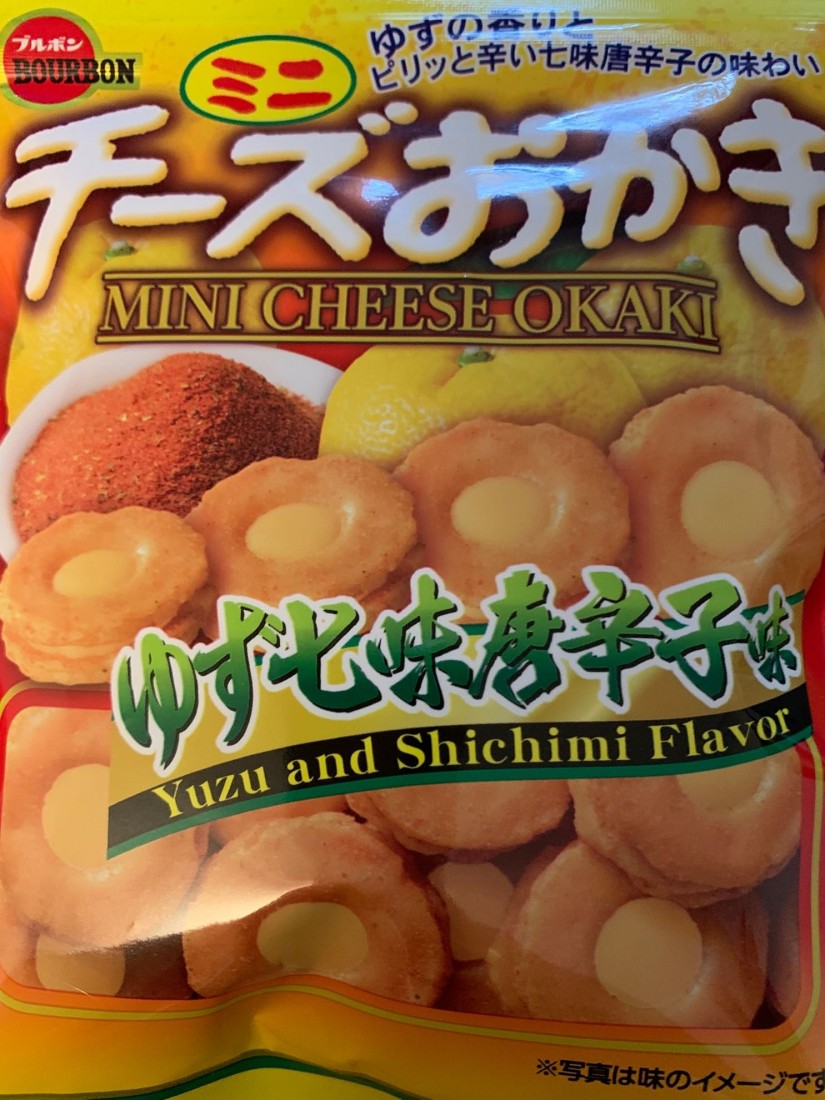 ブルボン
BOURBON
ミニ
ゆずの香りと
ピリッと辛い七味唐辛子の味わい
チーズおかき
MINI CHEESE OKAKI
ゆず七味唐辛子味
Yuzu and Shichimi Flavor
※写真は味のイメージです